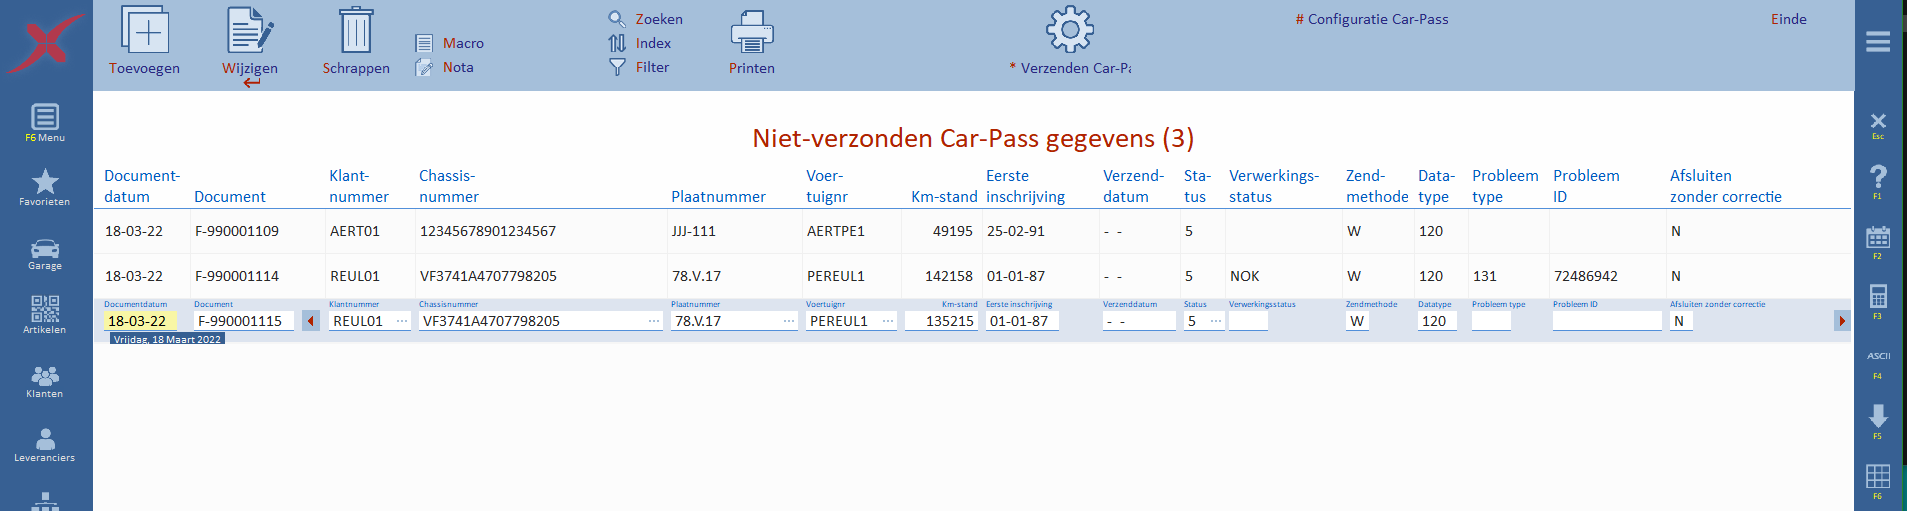 Toevoegen
Wijzigen
Schrappen
Macro
Nota
Zoeken
Index
Filter
Printen
* Verzenden Car-Pa
# Configuratie Car-Pass
Einde
F6 Menu
Favorieten
Garage
Artikelen
Klanten
Leveranciers
Esc
F1
F2
F3
ASCII
F4
F5
F6
Niet-verzonden Car-Pass gegevens (3)
Document- Klant- Chassis- Voer- Eerste Verzend- Sta- Verwerkings- Zend- Data- Probleem Probleem Afsluiten
datum Document nummer nummer Plaatnummer tuignr Km-stand inschrijving datum tus status methode type type ID zonder correctie
18-03-22 F-990001109 AERT01 12345678901234567 JJJ-111 AERTPE1 49195 25-02-91 - - 5 W 120 N
18-03-22 F-990001114 REUL01 VF3741A4707798205 78.V.17 PEREUL1 142158 01-01-87 - - 5 NOK W 120 131 72486942 N
Documentdatum Document Klantnummer Chassisnummer Plaatnummer Voertuignr Km-stand Eerste inschrijving Verzenddatum Status Verwerkingsstatus Zendmethode Datatype Probleem type Probleem ID Afsluiten zonder correctie
18-03-22 F-990001115 REUL01 ... VF3741A4707798205 ... 78.V.17 ... PEREUL1 ... 135215 01-01-87 - - 5 ... W 120 N
Vrijdag, 18 Maart 2022